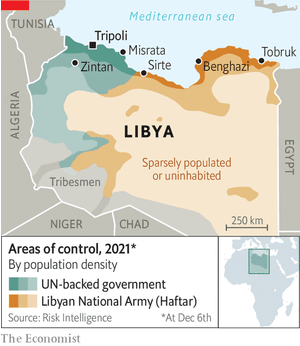 Mediterranean sea
TUNISIA
Tripoli
Misrata
Zintan
Sirte
Benghazi
Tobruk
ALGERIA
LIBYA
EGYPT
Sparsely populated
or uninhabited
Tribesmen
NIGER
CHAD
250 km
Areas of control, 2021*
By population density
UN-backed government
Libyan National Army (Haftar)
Source: Risk Intelligence
*At Dec 6th
The Economist